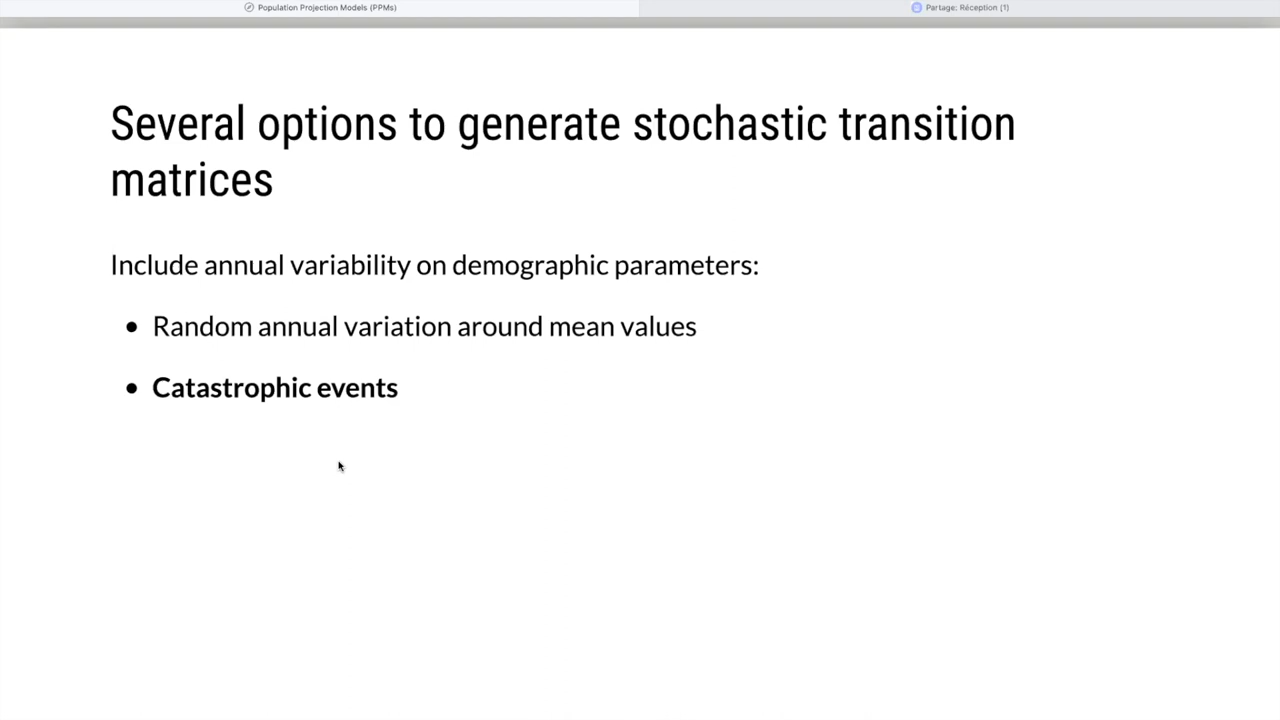 Population Projection Models (PPMs)
Partage: Réception (1)
Several options to generate stochastic transition
matrices
Include annual variability on demographic parameters:
• Random annual variation around mean values
• Catastrophic events